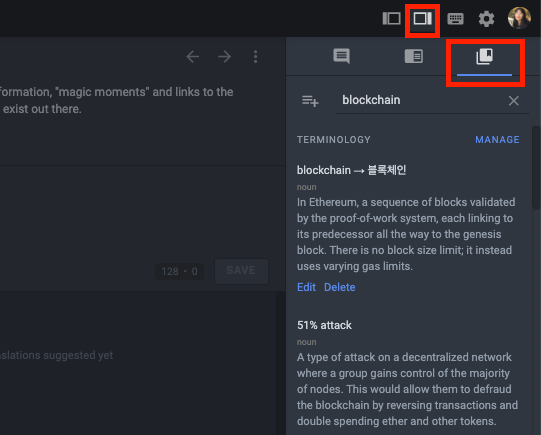 formation, "magic moments" and links to the
exist out there.
128 • 0
SAVE
slations suggested yet
blockchain
TERMINOLOGY
MANAGE
blockchain → 블록체인
noun
In Ethereum, a sequence of blocks validated
by the proof-of-work system, each linking to
its predecessor all the way to the genesis
block. There is no block size limit; it instead
uses varying gas limits.
Edit Delete
51% attack
noun
A type of attack on a decentralized network
where a group gains control of the majority
of nodes. This would allow them to defraud
the blockchain by reversing transactions and
double spending ether and other tokens.